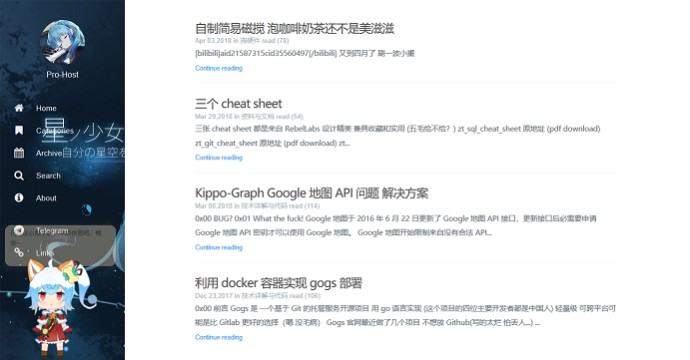 Pro-Host
Home
Categories
星ノ少女
Archive
自分の星空を
Search
About
Telegram
Links
自制简易磁搅 泡咖啡奶茶还不是美滋滋
Apr 03,2018 in 搞硬件 read (78)
[bilibili]aid21587315cid35560497[/bilibili] 又到四月了 刷一波小尾
Continue reading
三个 cheat sheet
Mar 29,2018 in 资料与文档 read (54)
三张 cheat sheet 都是来自 RebelLabs 设计精美 兼具收藏和实用 (五毛给不给？) zt_sql_cheat_sheet 原地址 (pdf download)
zt_git_cheat_sheet 原地址 (pdf download) zt...
Continue reading
Kippo-Graph Google 地图 API 问题 解决方案
Mar 08,2018 in 技术详解与代码 read (114)
0x00 BUG? 0x01 What the fuck! Google 地图于 2016 年 6 月 22 日更新了 Google 地图 API 接口，更新接口后必需要申请
Google 地图 API 密钥才可以使用 Google 地图。 Google 地图开始限制来自没有合法 API...
Continue reading
利用 docker 容器实现 gogs 部署
Dec 23,2017 in 技术详解与代码 read (106)
0x00 前言 Gogs 是一个基于 Git 的托管服务开源项目 用 go 语言实现 (这个项目的四位主要开发者都是中国人) 轻量级 可跨平台可
能是比 Gitlab 更好的选择（嗯 没毛病） Gogs 官网最近做了几个项目 不想放 Github(写的太烂 怕丢人...) ...
Continue reading